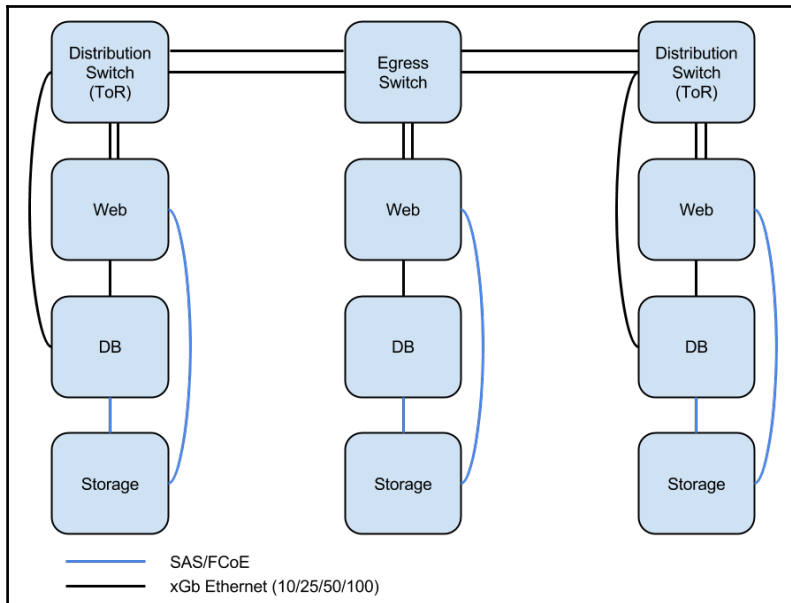 Distribution
Switch
(ToR)
Egress
Switch
Distribution
Switch
(ToR)
Web
Web
Web
DB
DB
DB
Storage
Storage
Storage
SAS/FCoE
xGb Ethernet (10/25/50/100)